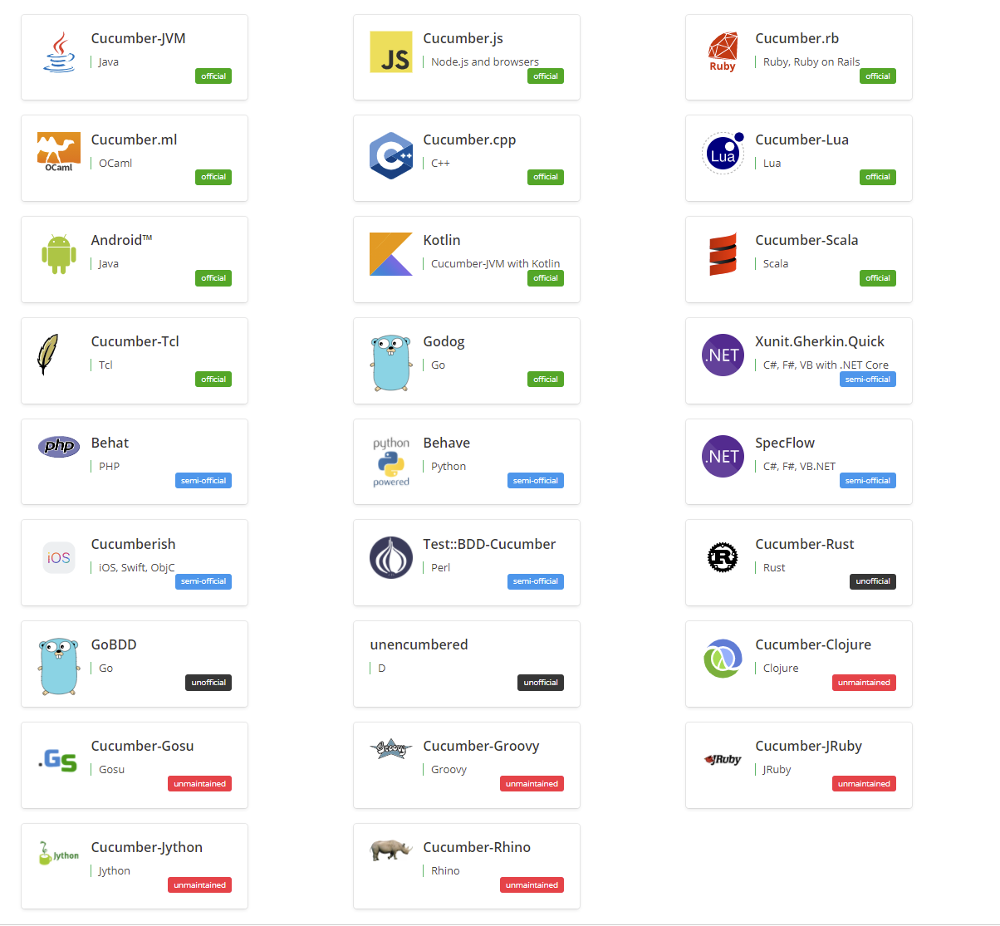 Cucumber-JVM
Java
official
JS
Cucumber.js
Node.js and browsers
official
Ruby
Cucumber.rb
Ruby, Ruby on Rails
official
OCaml
Cucumber.ml
OCaml
official
C++
Cucumber.cpp
C++
official
Lua
Cucumber-Lua
Lua
official
Android™
Java
official
Kotlin
Cucumber-JVM with Kotlin
official
Cucumber-Scala
Scala
official
Cucumber-Tcl
Tcl
official
Godog
Go
official
.NET
Xunit.Gherkin.Quick
C#, F#, VB with .NET Core
semi-official
php
Behat
PHP
semi-official
python
powered
Behave
Python
semi-official
.NET
SpecFlow
C#, F#, VB.NET
semi-official
iOS
Cucumberish
iOS, Swift, ObjC
semi-official
Test::BDD-Cucumber
Perl
semi-official
R
Cucumber-Rust
Rust
unofficial
GoBDD
Go
unofficial
unencumbered
D
unofficial
Cucumber-Clojure
Clojure
unmaintained
.GS
Cucumber-Gosu
Gosu
unmaintained
Groovy
Cucumber-Groovy
Groovy
unmaintained
JRuby
Cucumber-JRuby
JRuby
unmaintained
Jython
Cucumber-Jython
Jython
unmaintained
Cucumber-Rhino
Rhino
unmaintained